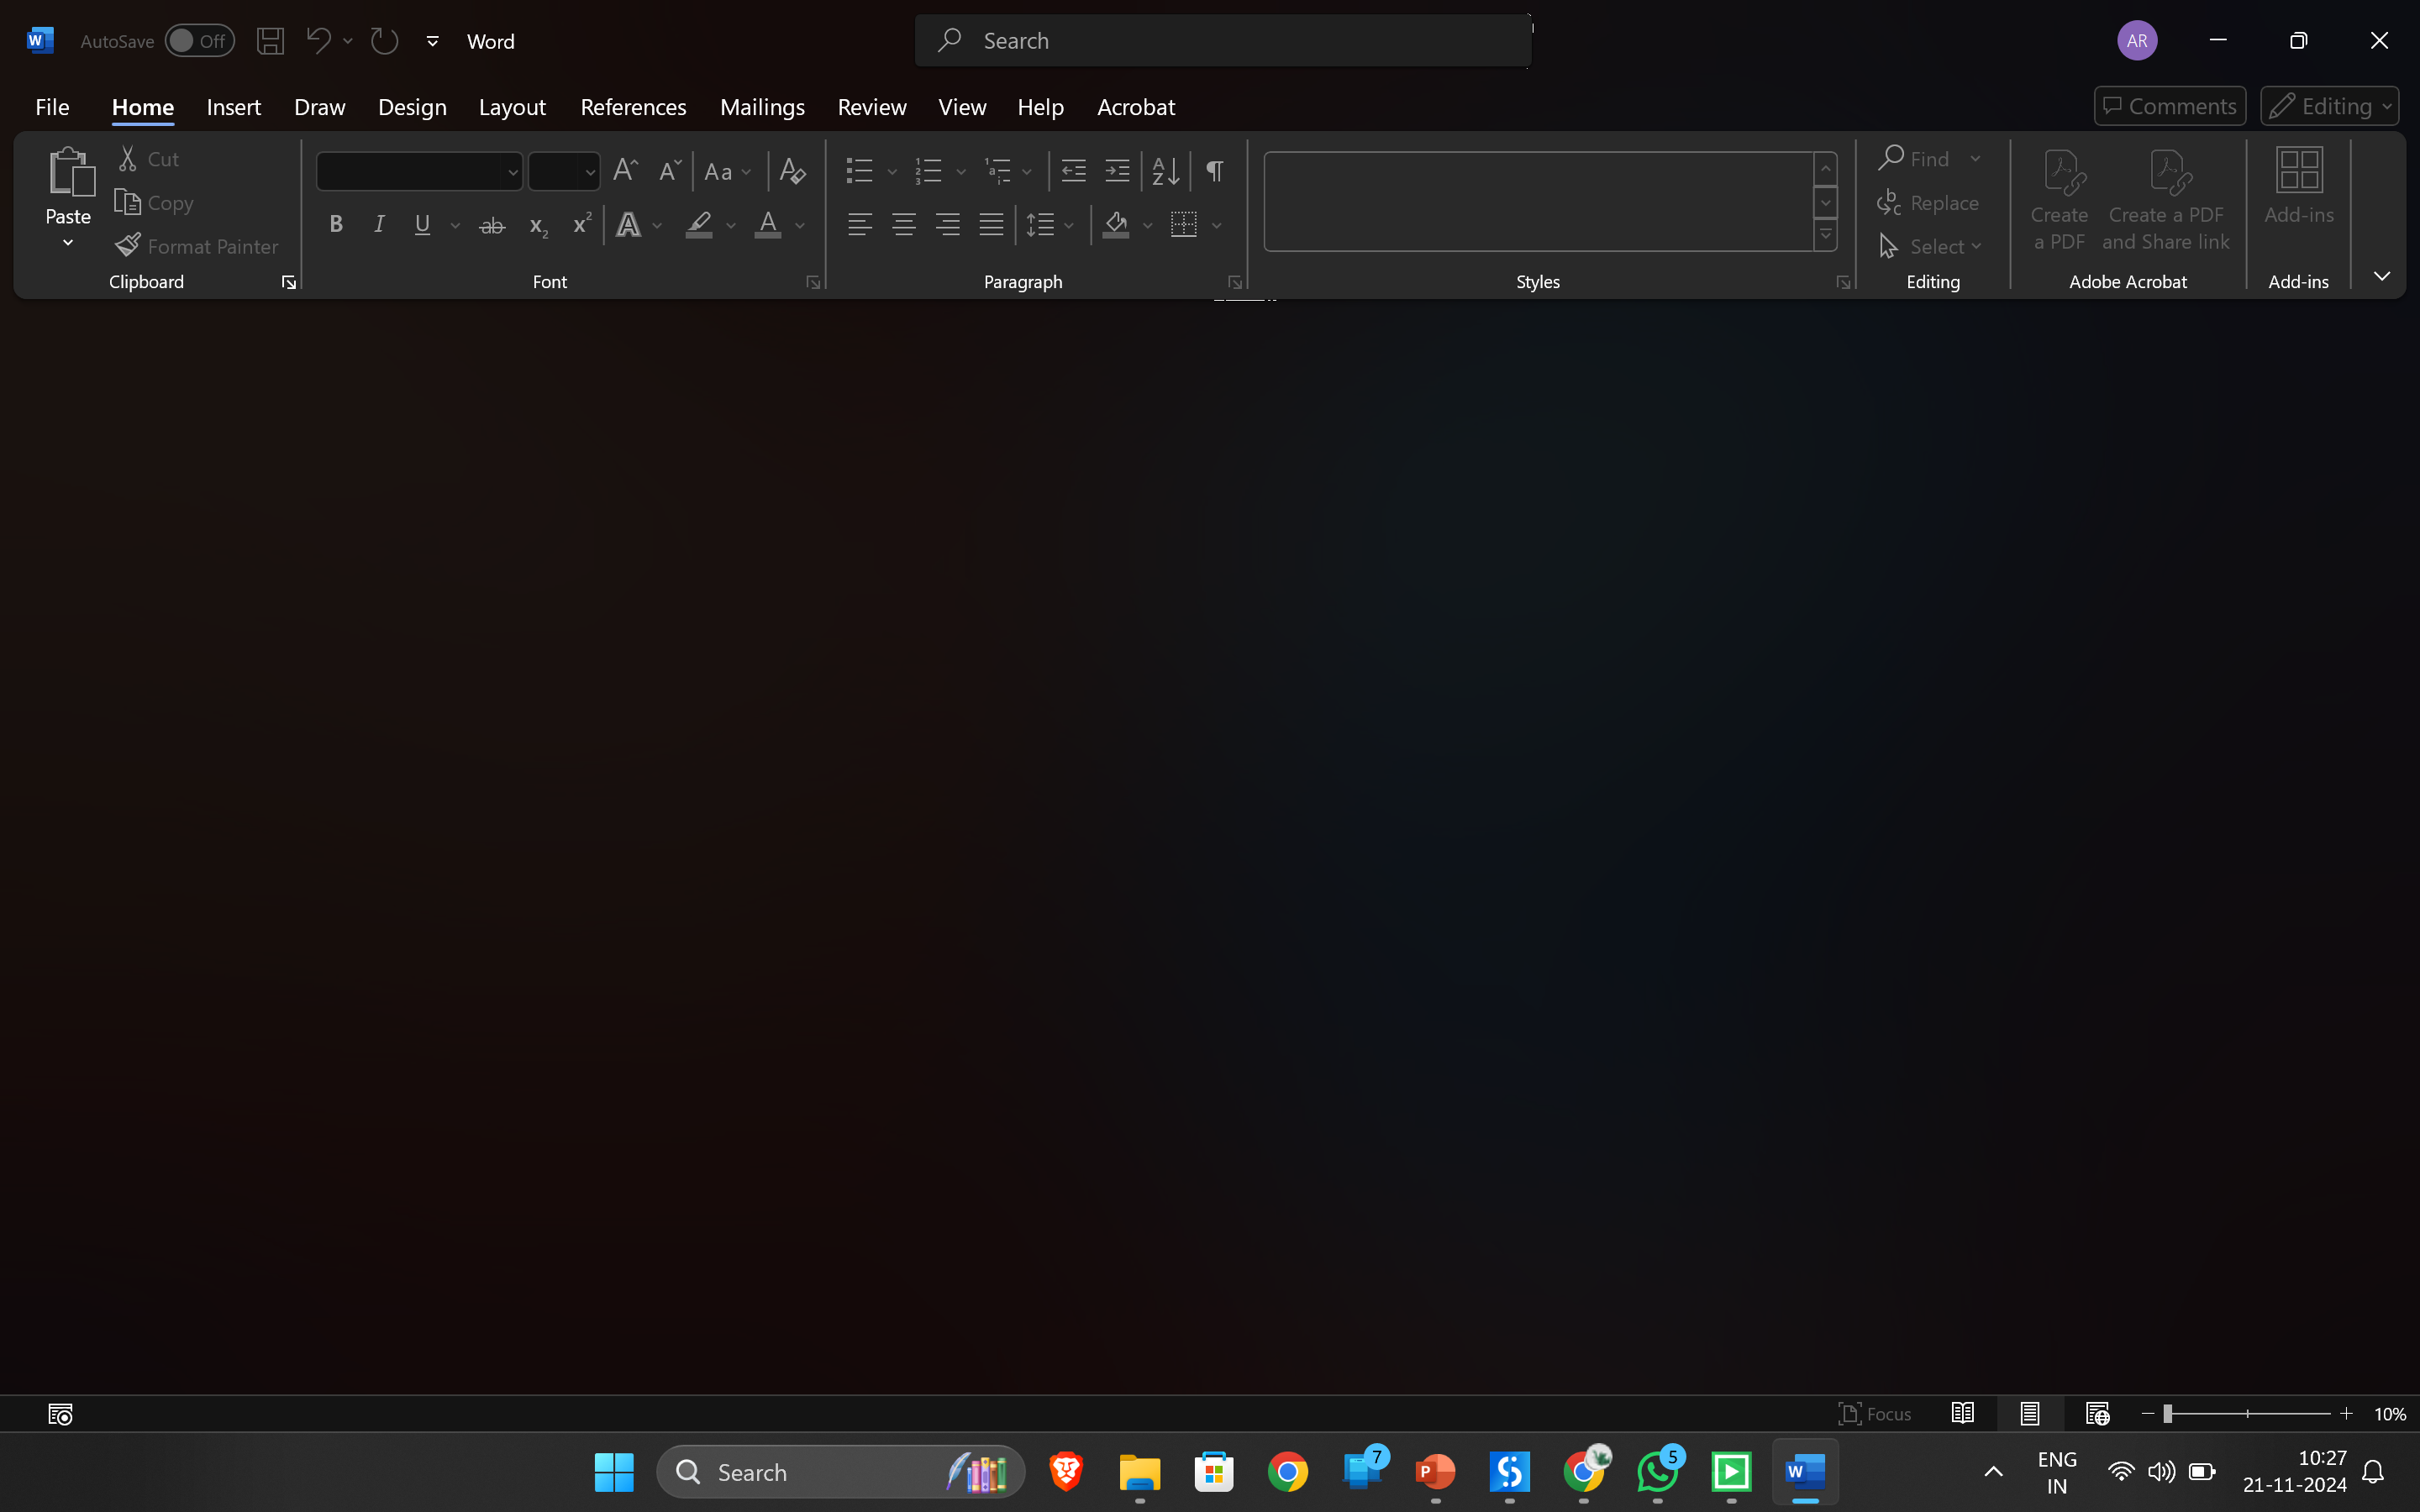 AutoSave Off Word Search AR
File Home Insert Draw Design Layout References Mailings Review View Help Acrobat Comments Editing
Paste
Cut
Copy
Format Painter
Clipboard
Font
Paragraph
Styles
Find
Replace
Select
Editing
Create
a PDF
Create a PDF
and Share link
Adobe Acrobat
Add-ins
Add-ins
Focus 10%
Search 7 5
ENG
IN
10:27
21-11-2024